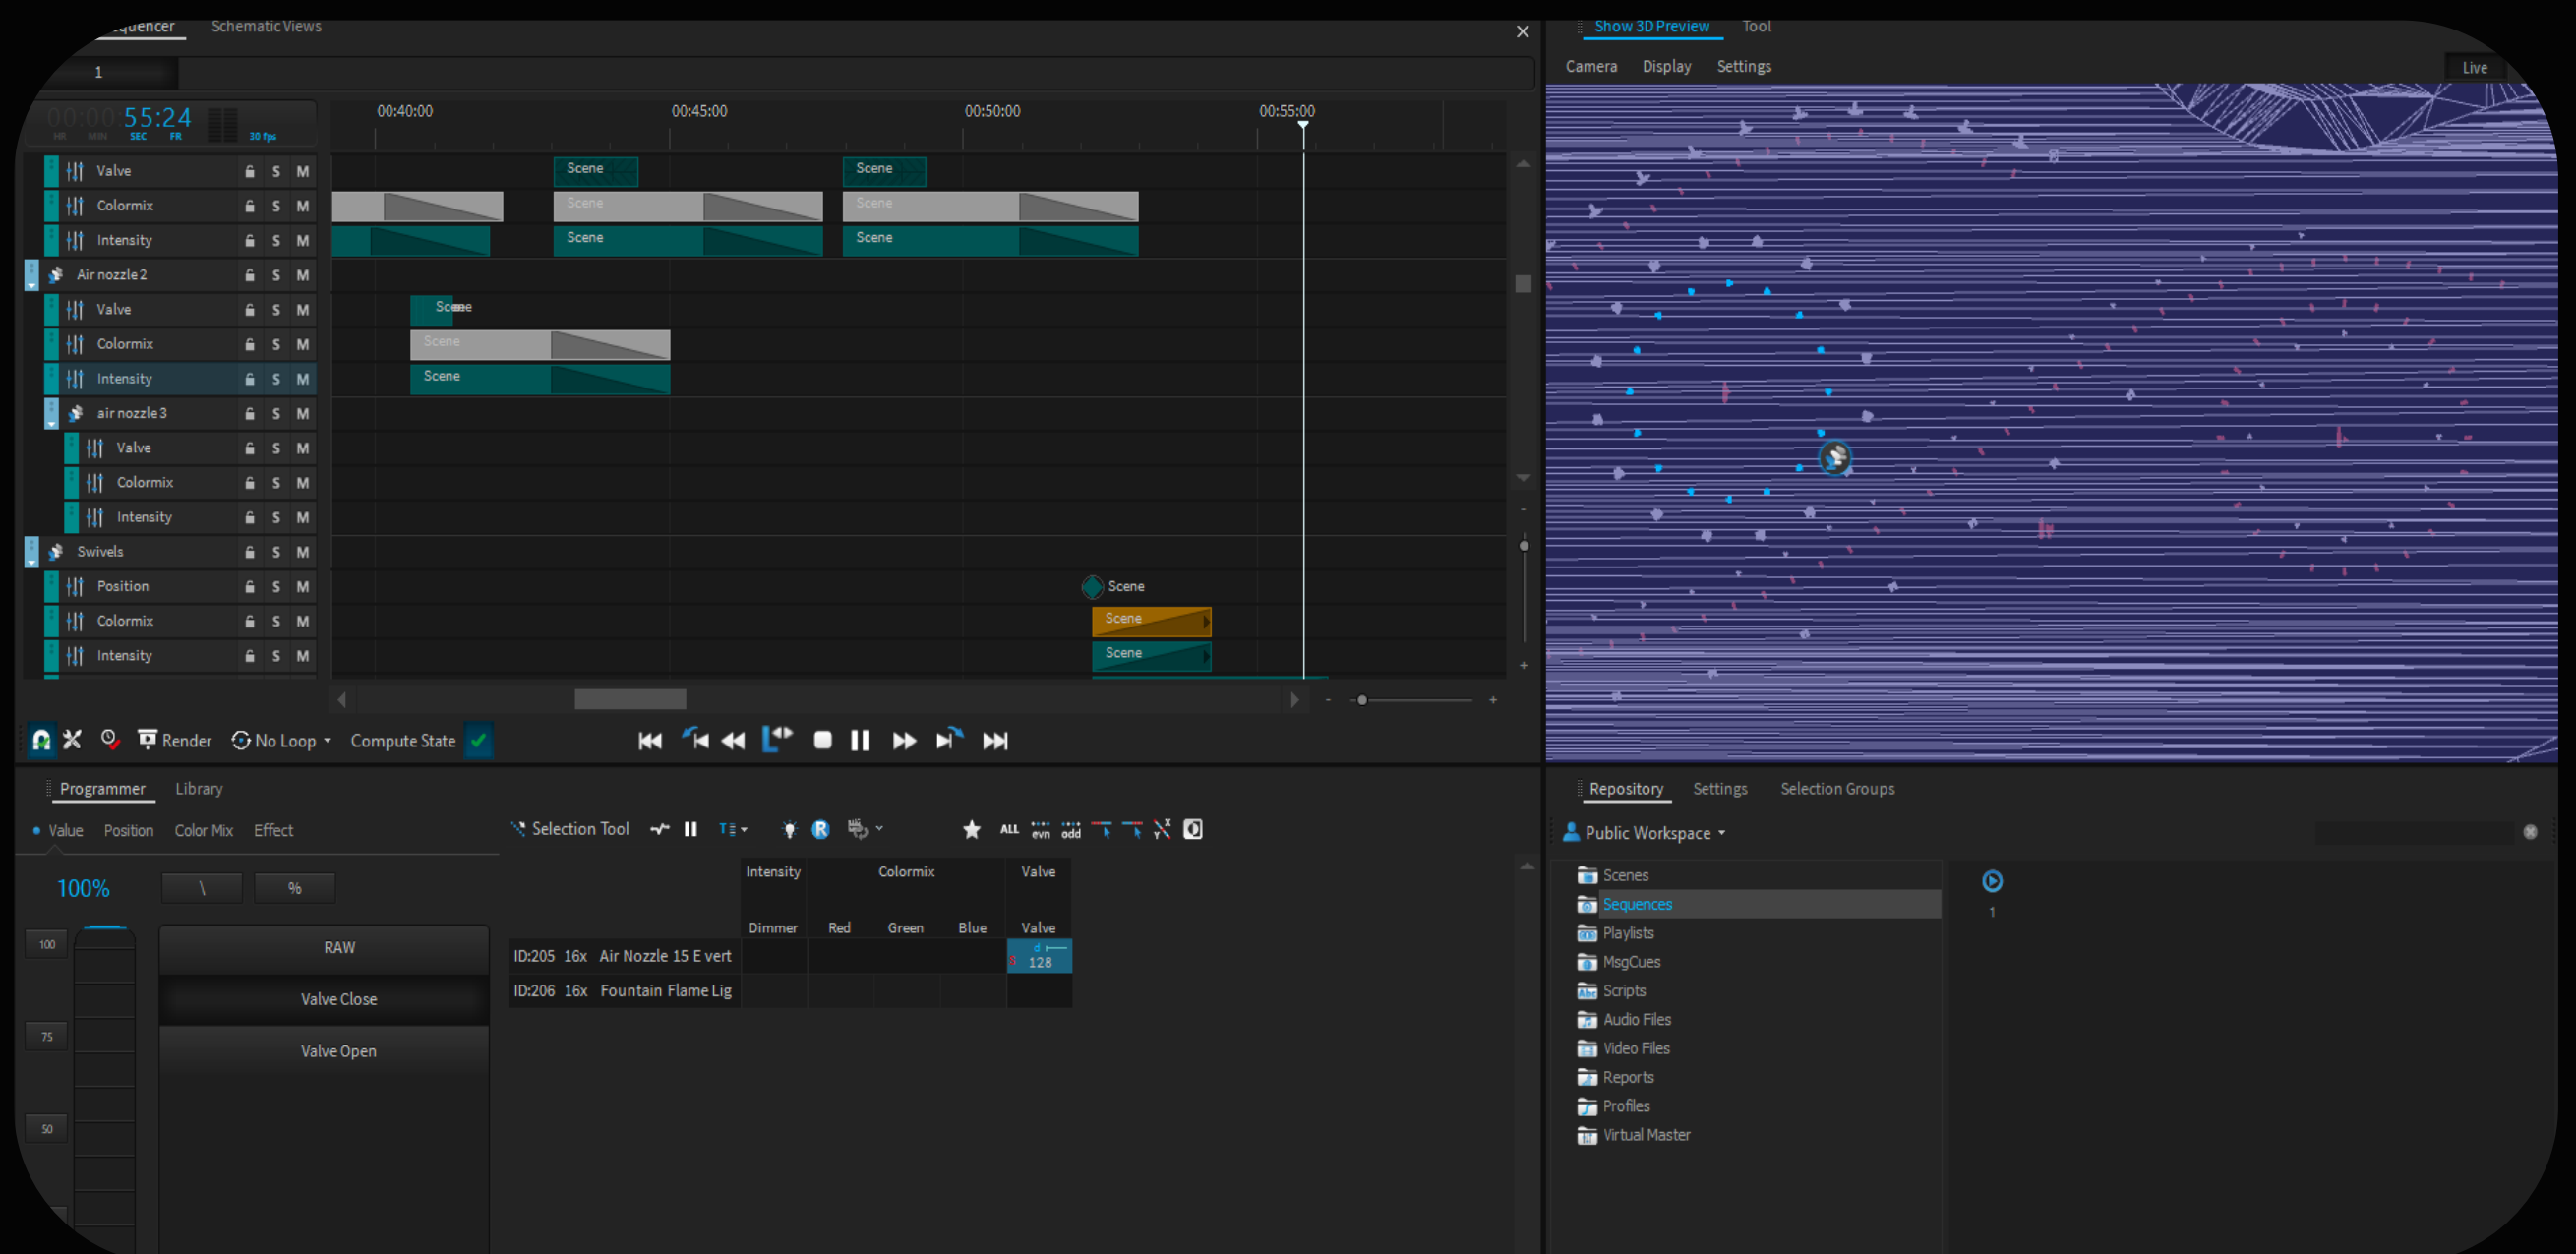 quencer Schematic Views
1
00:00:55:24
HR MIN SEC FR 30 fps
00:40:00 00:45:00 00:50:00 00:55:00
Valve S M Scene Scene
Colormix S M Scene Scene
Intensity S M Scene Scene
Air nozzle 2 S M
Valve S M
Colormix S M Scene
Intensity S M Scene
air nozzle 3 S M
Valve S M
Colormix S M
Intensity S M
Swivels S M
Position S M Scene
Colormix S M Scene
Intensity S M Scene
Render No Loop Compute State
Show 3D Preview Tool
Camera Display Settings Live
Programmer Library
Value Position Color Mix Effect
100% \ %
100
75
50
RAW
Valve Close
Valve Open
Selection Tool ALL evn odd
Intensity Colormix Valve
Dimmer Red Green Blue Valve
ID:205 16x Air Nozzle 15 E vert d S 128
ID:206 16x Fountain Flame Lig
Repository Settings Selection Groups
Public Workspace
Scenes
Sequences
Playlists
MsgCues
Scripts
Audio Files
Video Files
Reports
Profiles
Virtual Master
1